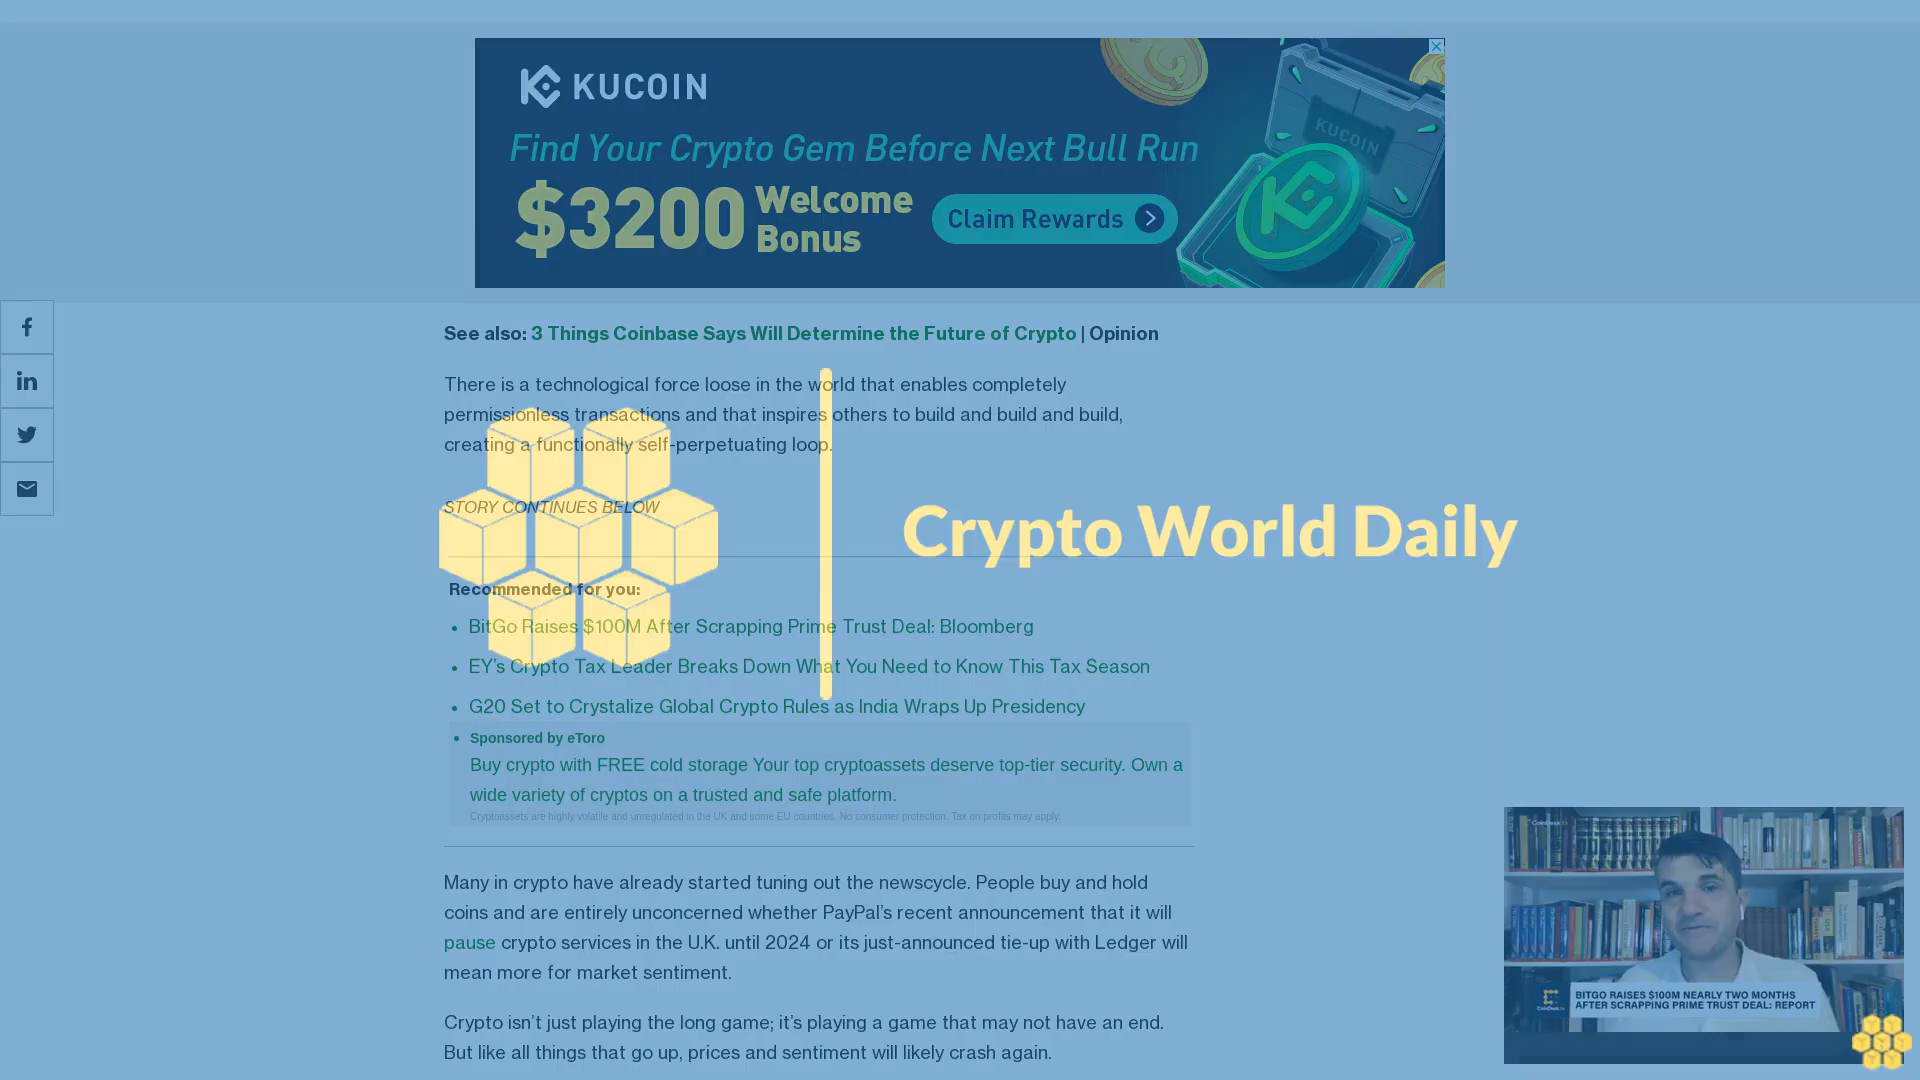 KUCOIN
Find Your Crypto Gem Before Next Bull Run
$3200 Welcome Bonus
Claim Rewards
KUCOIN
See also: 3 Things Coinbase Says Will Determine the Future of Crypto | Opinion
There is a technological force loose in the world that enables completely
permissionless transactions and that inspires others to build and build and build,
creating a functionally self-perpetuating loop.
STORY CONTINUES BELOW
Crypto World Daily
Recommended for you:
• BitGo Raises $100M After Scrapping Prime Trust Deal: Bloomberg
• EY’s Crypto Tax Leader Breaks Down What You Need to Know This Tax Season
• G20 Set to Crystalize Global Crypto Rules as India Wraps Up Presidency
• Sponsored by eToro
Buy crypto with FREE cold storage Your top cryptoassets deserve top-tier security. Own a
wide variety of cryptos on a trusted and safe platform.
Cryptoassets are highly volatile and unregulated in the UK and some EU countries. No consumer protection. Tax on profits may apply.
Many in crypto have already started tuning out the newscycle. People buy and hold
coins and are entirely unconcerned whether PayPal’s recent announcement that it will
pause crypto services in the U.K. until 2024 or its just-announced tie-up with Ledger will
mean more for market sentiment.
Crypto isn’t just playing the long game; it’s playing a game that may not have an end.
But like all things that go up, prices and sentiment will likely crash again.
CoinDesk
BITGO RAISES $100M NEARLY TWO MONTHS
AFTER SCRAPPING PRIME TRUST DEAL: REPORT